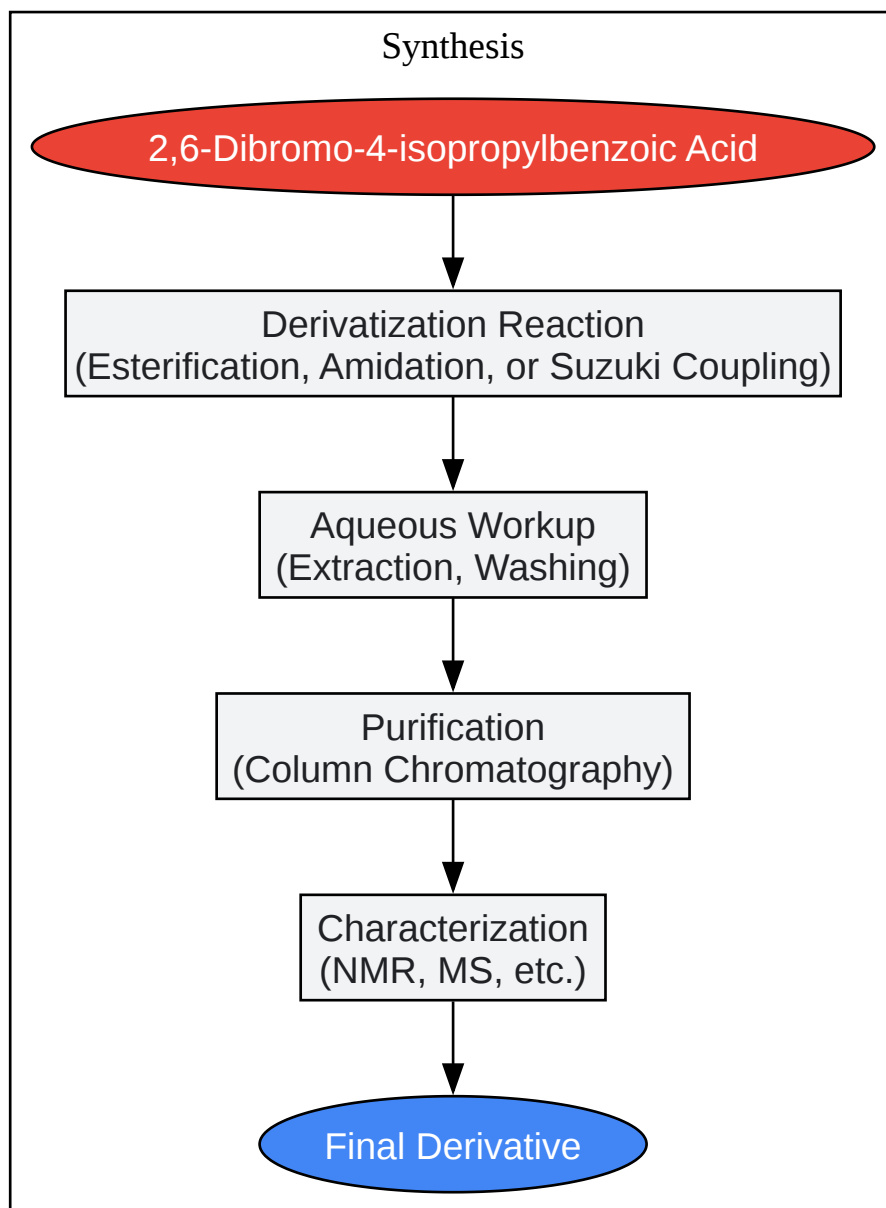 Synthesis
2,6-Dibromo-4-isopropylbenzoic Acid
Derivatization Reaction
(Esterification, Amidation, or Suzuki Coupling)
Aqueous Workup
(Extraction, Washing)
Purification
(Column Chromatography)
Characterization
(NMR, MS, etc.)
Final Derivative